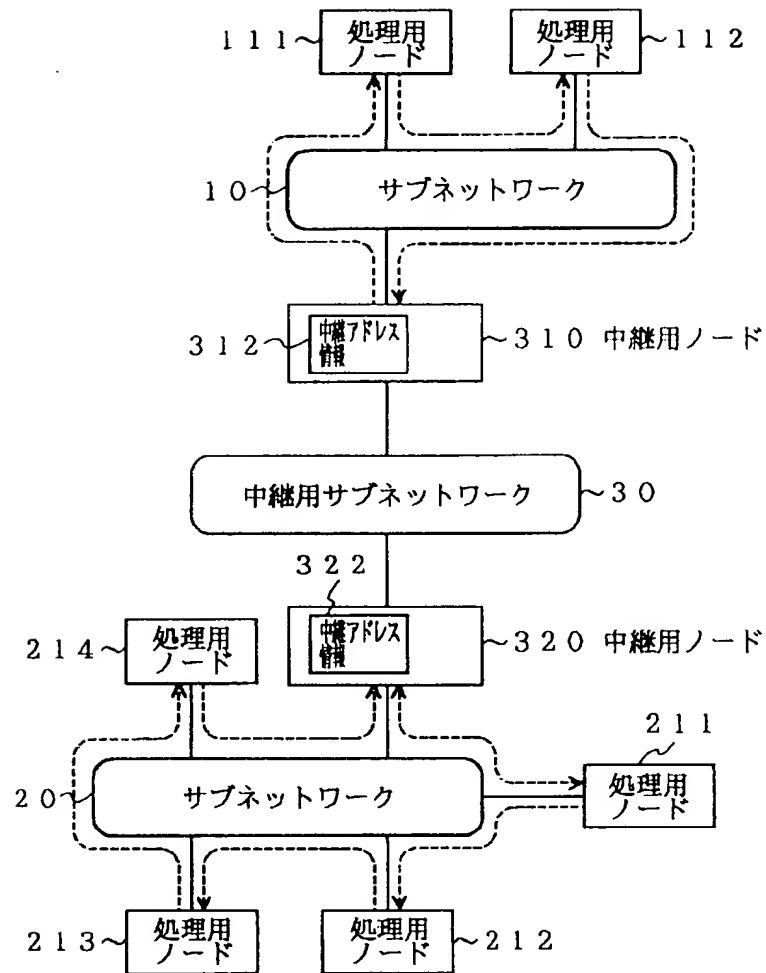 111
処理用
ノード
処理用
ノード
112
10
サブネットワーク
312
中継アドレス
情報
310 中継用ノード
中継用サブネットワーク
30
322
214
処理用
ノード
中継アドレス
情報
320 中継用ノード
211
20
サブネットワーク
処理用
ノード
213
処理用
ノード
処理用
ノード
212